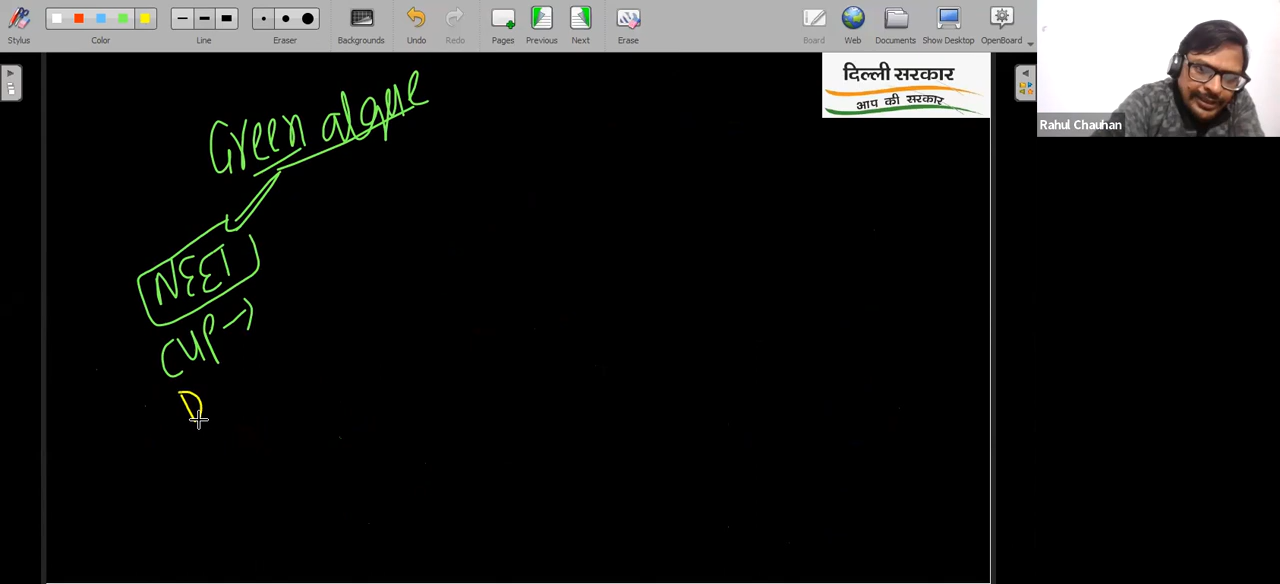 Stylus
Color
Line
Eraser
Backgrounds
Undo
Redo
Pages
Previous
Next
Erase
Board
Web
Documents
Show Desktop
OpenBoard
Green algae
दिल्ली सरकार
आप की सरकार
Rahul Chauhan
NEET
CUP →
D